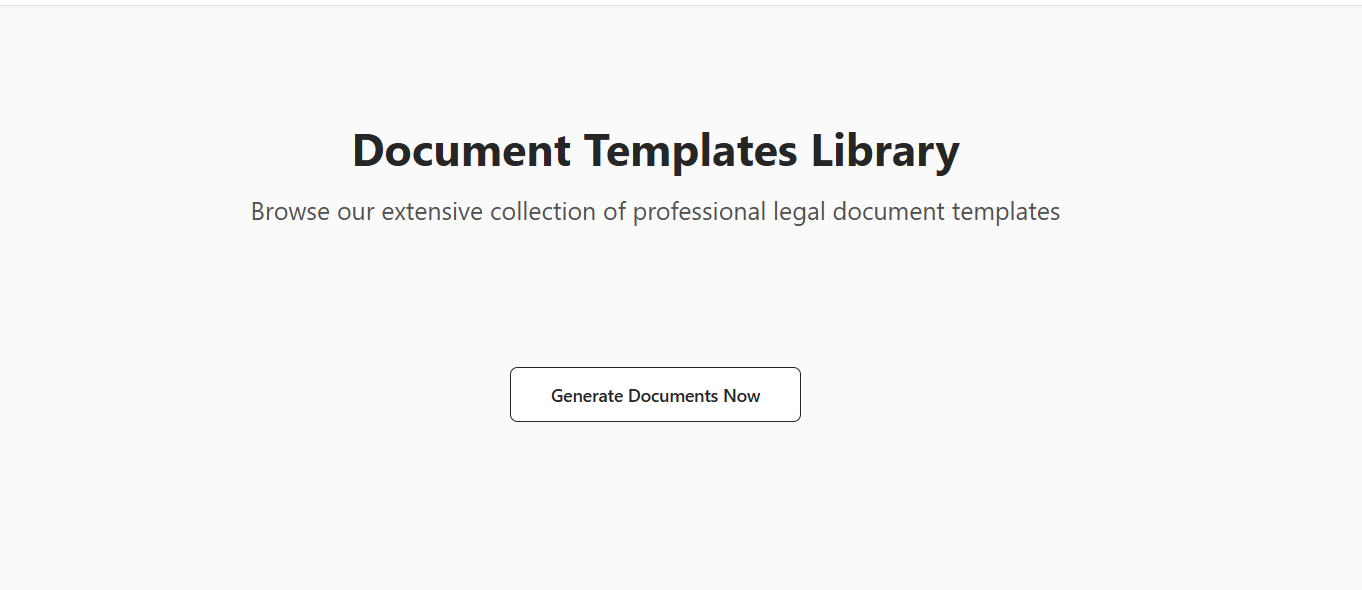 Document Templates Library
Browse our extensive collection of professional legal document templates
Generate Documents Now